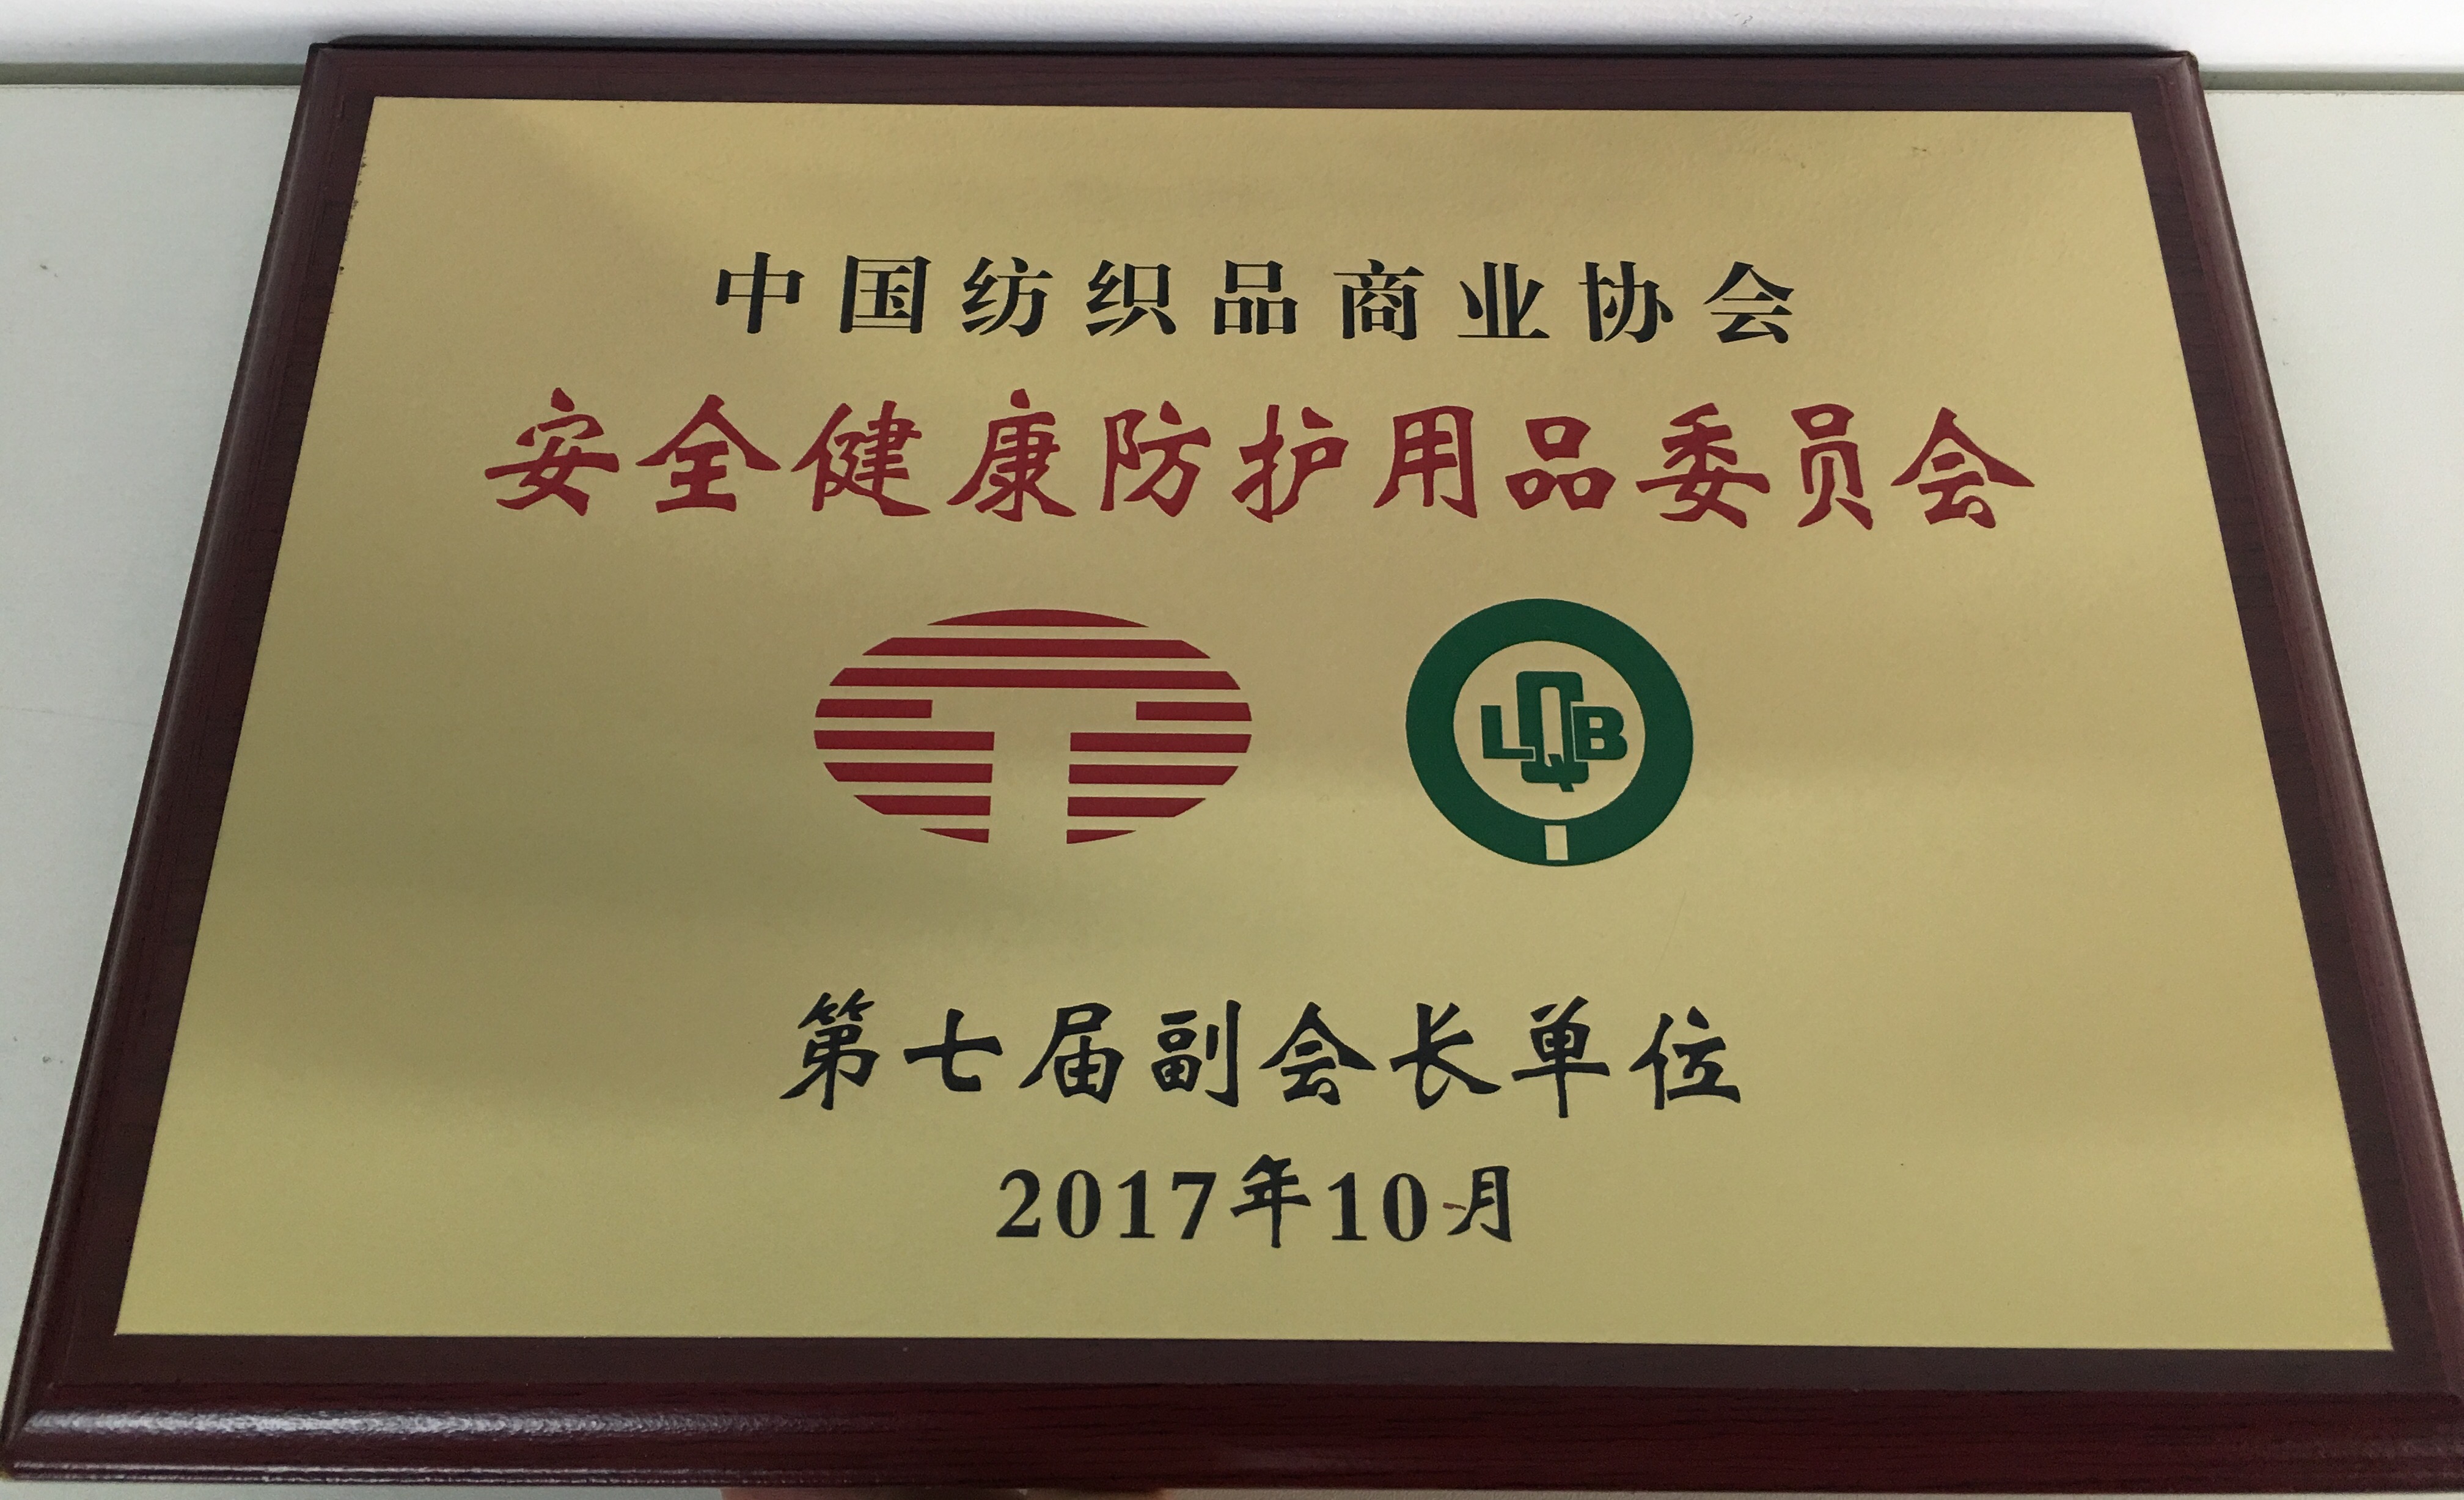 中国纺织品商业协会
安全健康防护用品委员会
LQB
第七届副会长单位
2017年10月